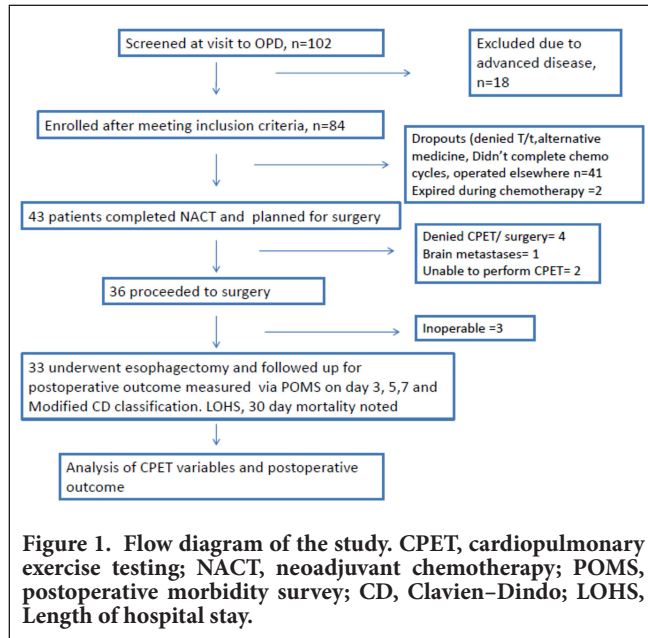 Screened at visit to OPD, n=102
Excluded due to
advanced disease,
n=18
Enrolled after meeting inclusion criteria, n=84
Dropouts (denied T/t,alternative
medicine, Didn't complete chemo
cycles, operated elsewhere n=41
Expired during chemotherapy =2
43 patients completed NACT and planned for surgery
Denied CPET/ surgery= 4
Brain metastases= 1
Unable to perform CPET= 2
36 proceeded to surgery
Inoperable =3
33 underwent esophagectomy and followed up for
postoperative outcome measured via POMS on day 3, 5,7 and
Modified CD classification. LOHS, 30 day mortality noted
Analysis of CPET variables and postoperative
outcome
Figure 1. Flow diagram of the study. CPET, cardiopulmonary
exercise testing; NACT, neoadjuvant chemotherapy; POMS,
postoperative morbidity survey; CD, Clavien–Dindo; LOHS,
Length of hospital stay.